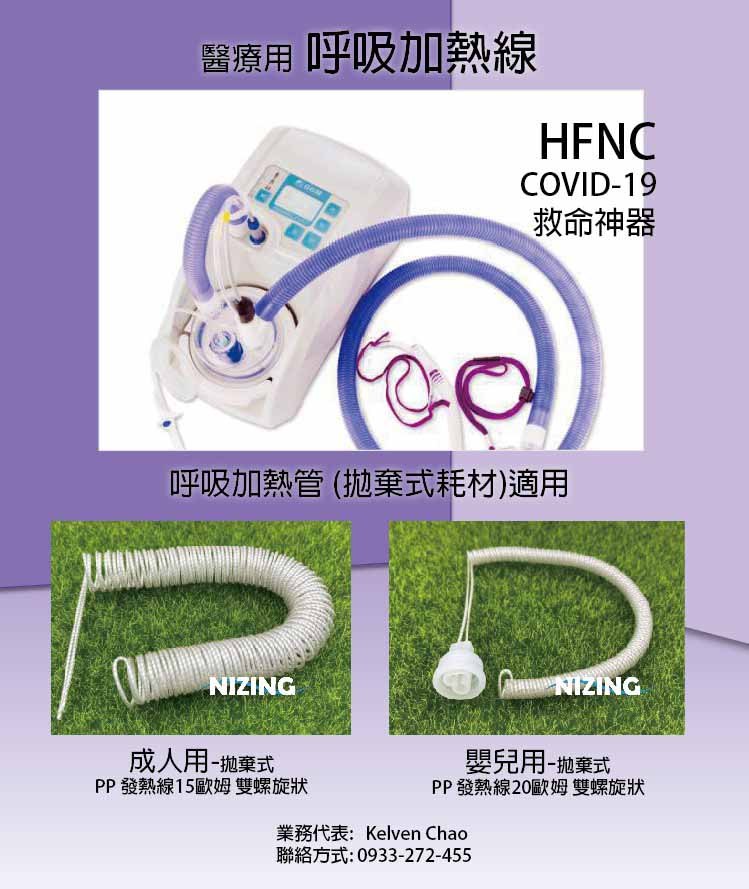 醫療用 呼吸加熱線
HFNC
COVID-19
救命神器
呼吸加熱管 (拋棄式耗材)適用
NIZING
NIZING
成人用-拋棄式
PP 發熱線15歐姆 雙螺旋狀
嬰兒用-拋棄式
PP 發熱線20歐姆 雙螺旋狀
業務代表: Kelven Chao
聯絡方式: 0933-272-455